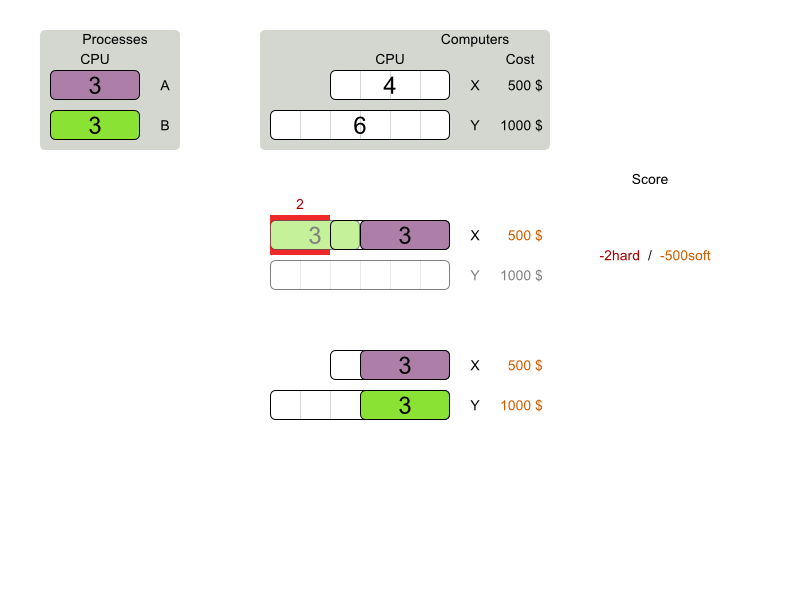 Processes
CPU
3 A
3 B
Computers
CPU Cost
4 X 500 $
6 Y 1000 $
Score
2
3 3 X 500 $
-2hard / -500soft
Y 1000 $
3 X 500 $
3 Y 1000 $